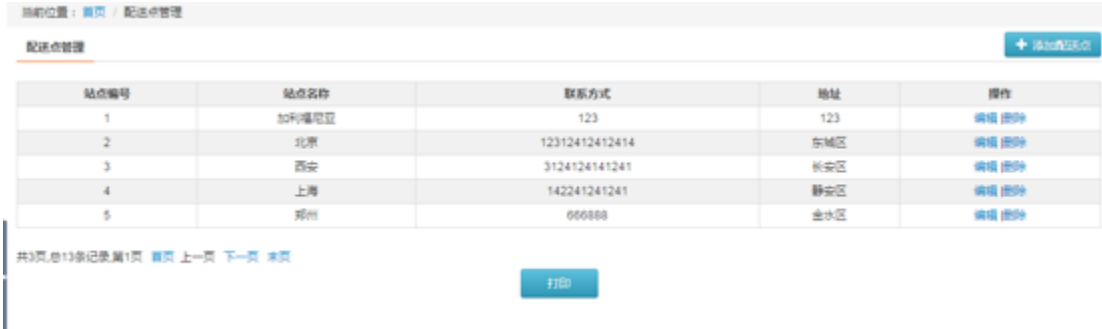 当前位置：首页 / 配送点管理
配送点管理
+ 添加配送点
站点编号 站点名称 联系方式 地址 操作
1 加利福尼亚 123 123 编辑|删除
2 北京 12312412412414 东城区 编辑|删除
3 西安 3124124141241 长安区 编辑|删除
4 上海 142241241241 静安区 编辑|删除
5 郑州 666888 金水区 编辑|删除
共3页,总13条记录,第1页 首页 上一页 下一页 末页
打印